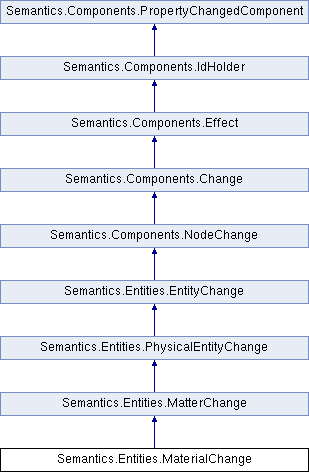 Semantics.Components.PropertyChangedComponent
Semantics.Components.IdHolder
Semantics.Components.Effect
Semantics.Components.Change
Semantics.Components.NodeChange
Semantics.Entities.EntityChange
Semantics.Entities.PhysicalEntityChange
Semantics.Entities.MatterChange
Semantics.Entities.MaterialChange